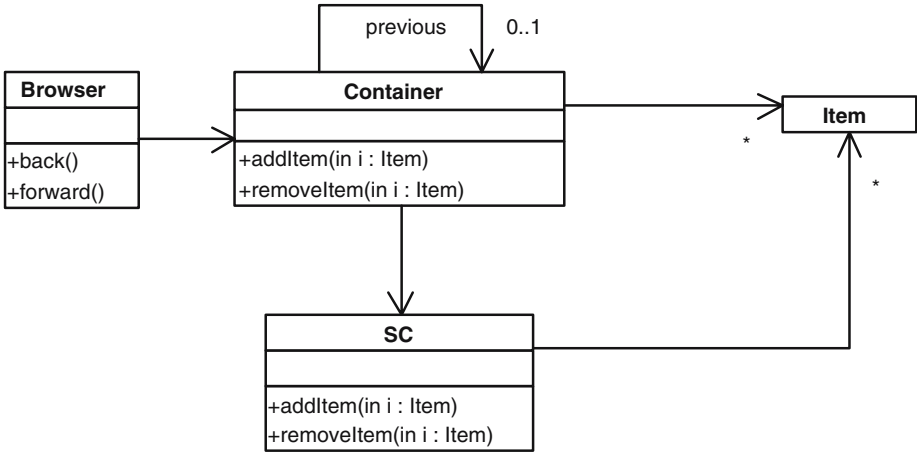 previous
0..1
Browser
+back()
+forward()
Container
+addItem(in i : Item)
+removeItem(in i : Item)
Item
*
*
SC
+addItem(in i : Item)
+removeItem(in i : Item)